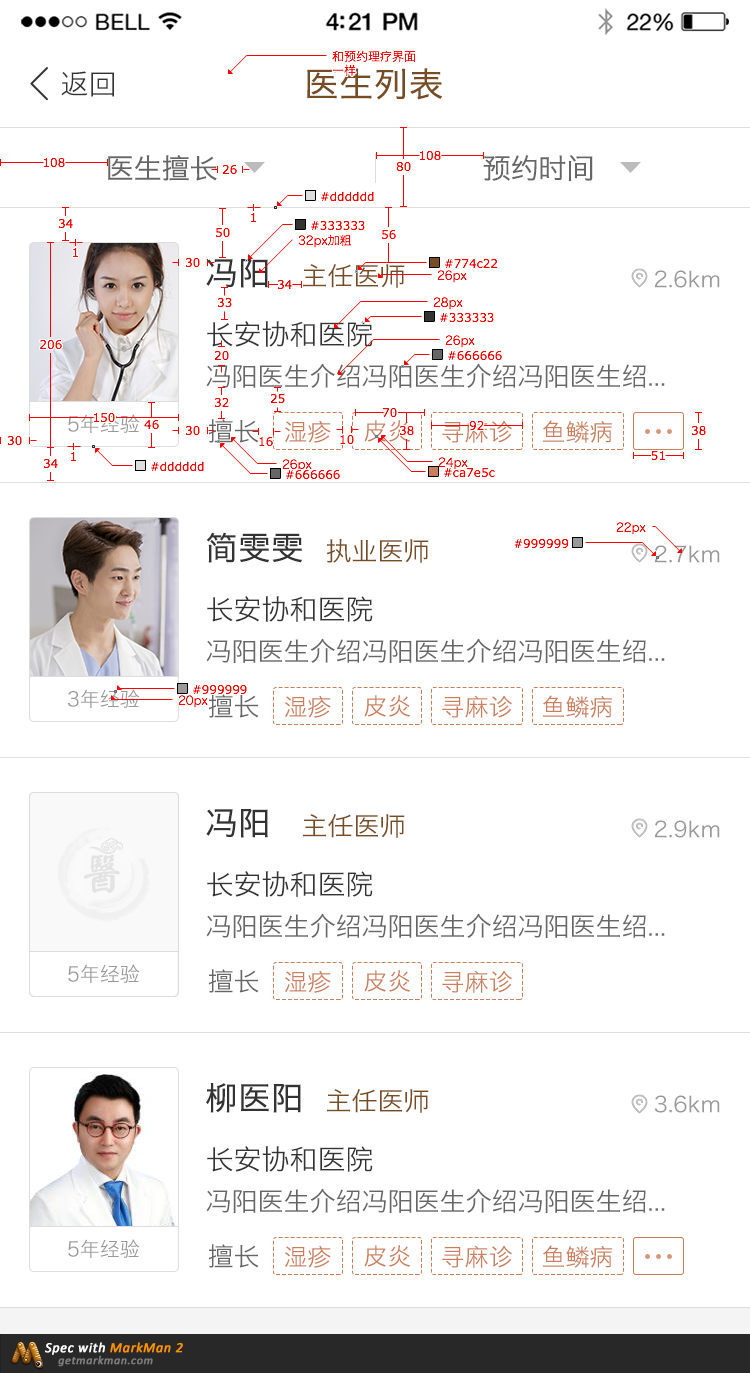 BELL 4:21 PM 22%
和预约理疗界面
一样
返回 医生列表
108 医生擅长 26 108 80 预约时间
#dddddd
34 1 50 1 #333333 56
32px加粗
30 冯阳 主任医师 #774c22 2.6km
26px
34
33 28px
#333333
206 长安协和医院 26px
20 #666666
冯阳医生介绍冯阳医生介绍冯阳医生绍...
32 25 70
150 46 30 92
5年经验 擅长 湿疹 皮炎 寻麻诊 鱼鳞病 ••• 38
30 16 10 38 51
34 1 #dddddd 26px 24px
#666666 #ca7e5c
简雯雯 执业医师 #999999 22px 2.7km
长安协和医院
冯阳医生介绍冯阳医生介绍冯阳医生绍...
3年经验 #999999
20px 擅长 湿疹 皮炎 寻麻诊 鱼鳞病
冯阳 主任医师 2.9km
醫
长安协和医院
冯阳医生介绍冯阳医生介绍冯阳医生绍...
5年经验 擅长 湿疹 皮炎 寻麻诊
柳医阳 主任医师 3.6km
长安协和医院
冯阳医生介绍冯阳医生介绍冯阳医生绍...
5年经验 擅长 湿疹 皮炎 寻麻诊 鱼鳞病 •••
Spec with MarkMan 2
getmarkman.com